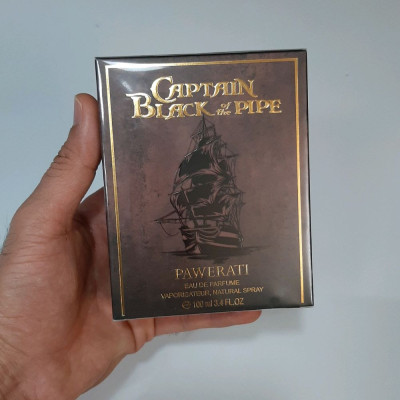 CAPTAIN
BLACK of the PIPE
PAWERATI
EAU DE PARFUME
VAPORISATEUR, NATURAL SPRAY
℮ 100 ml 3.4 FL.OZ